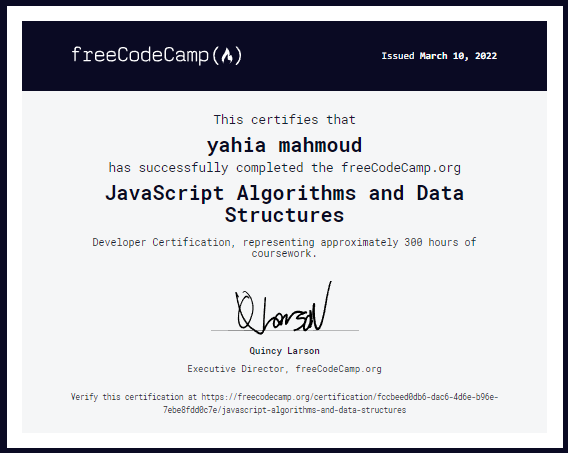 freeCodeCamp(🔥)
Issued March 10, 2022
This certifies that
yahia mahmoud
has successfully completed the freeCodeCamp.org
JavaScript Algorithms and Data
Structures
Developer Certification, representing approximately 300 hours of
coursework.
QLarson
Quincy Larson
Executive Director, freeCodeCamp.org
Verify this certification at https://freecodecamp.org/certification/fccbeed0db6-dac6-4d6e-b96e-
7ebe8fdd0c7e/javascript-algorithms-and-data-structures